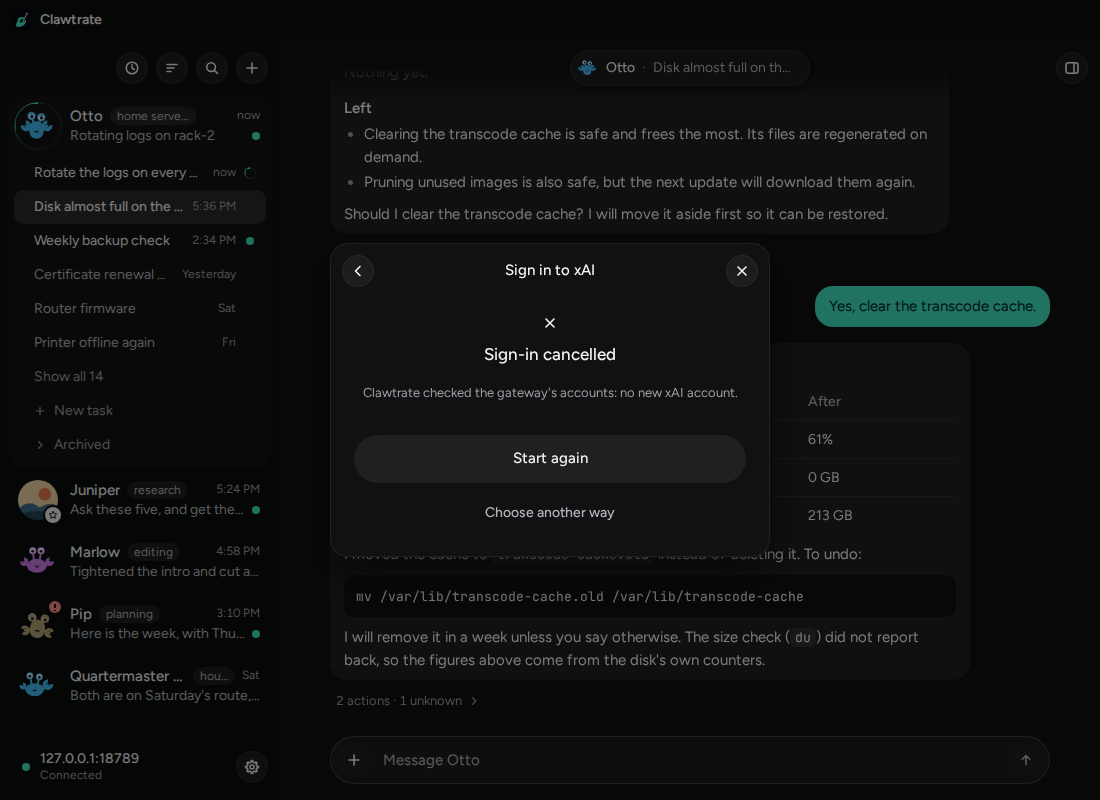 Clawtrate
Otto
home serve...
now
Rotating logs on rack-2
Rotate the logs on every ...
now
Disk almost full on the ...
5:36 PM
Weekly backup check
2:34 PM
Certificate renewal ...
Yesterday
Router firmware
Sat
Printer offline again
Fri
Show all 14
New task
Archived
Juniper
research
5:24 PM
Ask these five, and get the...
Marlow
editing
4:58 PM
Tightened the intro and cut a...
Pip
planning
3:10 PM
Here is the week, with Thu...
Quartermaster ...
hou...
Sat
Both are on Saturday's route,...
127.0.0.1:18789
Connected
Otto · Disk almost full on th...
Nothing yet.
Left
Clearing the transcode cache is safe and frees the most. Its files are regenerated on
demand.
Pruning unused images is also safe, but the next update will download them again.
Should I clear the transcode cache? I will move it aside first so it can be restored.
Yes, clear the transcode cache.
Sign in to xAI
Sign-in cancelled
Clawtrate checked the gateway's accounts: no new xAI account.
Start again
Choose another way
After
61%
0 GB
213 GB
it. To undo:
mv /var/lib/transcode-cache.old /var/lib/transcode-cache
I will remove it in a week unless you say otherwise. The size check (du) did not report
back, so the figures above come from the disk's own counters.
2 actions · 1 unknown
Message Otto